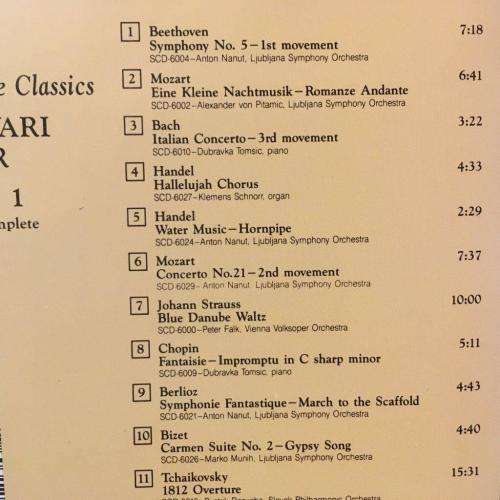 e Classics
VARI
R
1
mplete
1 Beethoven 7:18
Symphony No. 5–1st movement
SCD-6004–Anton Nanut, Ljubljana Symphony Orchestra
2 Mozart 6:41
Eine Kleine Nachtmusik–Romanze Andante
SCD-6002–Alexander von Pitamic, Ljubljana Symphony Orchestra
3 Bach 3:22
Italian Concerto–3rd movement
SCD-6010–Dubravka Tomsic, piano
4 Handel 4:33
Hallelujah Chorus
SCD-6027–Klemens Schnorr, organ
5 Handel 2:29
Water Music–Hornpipe
SCD-6024–Anton Nanut, Ljubljana Symphony Orchestra
6 Mozart 7:37
Concerto No.21–2nd movement
SCD 6029–Anton Nanut, Ljubljana Symphony Orchestra
7 Johann Strauss 10:00
Blue Danube Waltz
SCD-6000–Peter Falk, Vienna Volksoper Orchestra
8 Chopin 5:11
Fantaisie–Impromptu in C sharp minor
SCD-6009–Dubravka Tomsic, piano
9 Berlioz 4:43
Symphonie Fantastique–March to the Scaffold
SCD-6021–Anton Nanut, Ljubljana Symphony Orchestra
10 Bizet 4:40
Carmen Suite No. 2–Gypsy Song
SCD-6026–Marko Munih, Ljubljana Symphony Orchestra
11 Tchaikovsky 15:31
1812 Overture